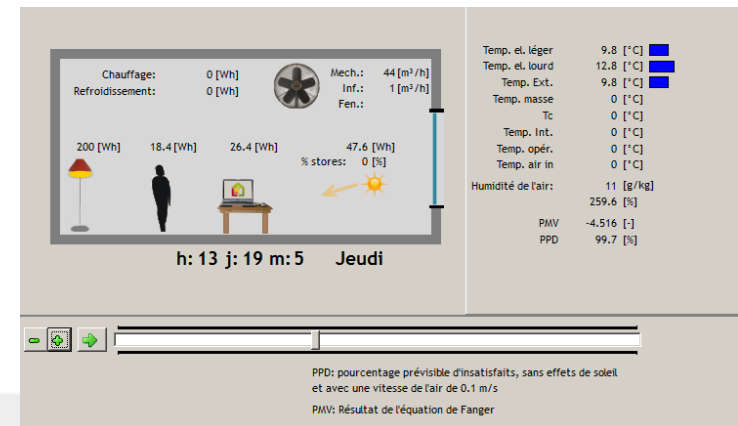 Chauffage: 0 [Wh]
Refroidissement: 0 [Wh]
Mech.: 44 [m³/h]
Inf.: 1 [m³/h]
Fen.:
200 [Wh] 18.4 [Wh] 26.4 [Wh] 47.6 [Wh]
% stores: 0 [%]
h: 13 j: 19 m: 5 Jeudi
Temp. el. léger 9.8 [°C]
Temp. el. lourd 12.8 [°C]
Temp. Ext. 9.8 [°C]
Temp. masse 0 [°C]
Tc 0 [°C]
Temp. Int. 0 [°C]
Temp. opér. 0 [°C]
Temp. air in 0 [°C]
Humidité de l'air: 11 [g/kg]
259.6 [%]
PMV -4.516 [-]
PPD 99.7 [%]
PPD: pourcentage prévisible d'insatisfaits, sans effets de soleil
et avec une vitesse de l'air de 0.1 m/s
PMV: Résultat de l'équation de Fanger